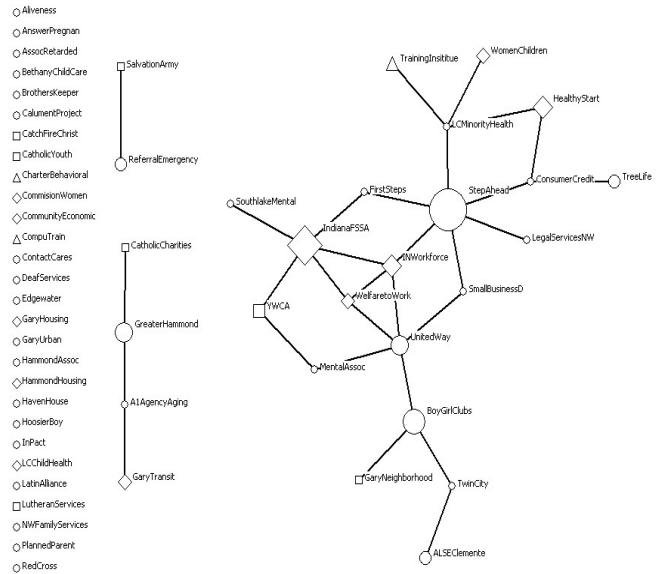 Aliveness
AnswerPregnan
AssocRetarded
BethanyChildCare
BrothersKeeper
CalumentProject
CatchFireChrist
CatholicYouth
CharterBehavioral
CommisionWomen
CommunityEconomic
CompuTrain
ContactCares
DeafServices
Edgewater
GaryHousing
GaryUrban
HammondAssoc
HammondHousing
HavenHouse
HoosierBoy
InPact
LCChildHealth
LatinAlliance
LutheranServices
NWFamilyServices
PlannedParent
RedCross
SalvationArmy
ReferralEmergency
CatholicCharities
GreaterHammond
A1AgencyAging
GaryTransit
TrainingInsititue
WomenChildren
HealthyStart
LCMinorityHealth
ConsumerCredit
TreeLife
StepAhead
FirstSteps
SouthlakeMental
IndianaFSSA
LegalServicesNW
INWorkforce
SmallBusinessD
WelfaretoWork
YWCA
UnitedWay
MentalAssoc
BoyGirlClubs
GaryNeighborhood
TwinCity
ALSEClemente